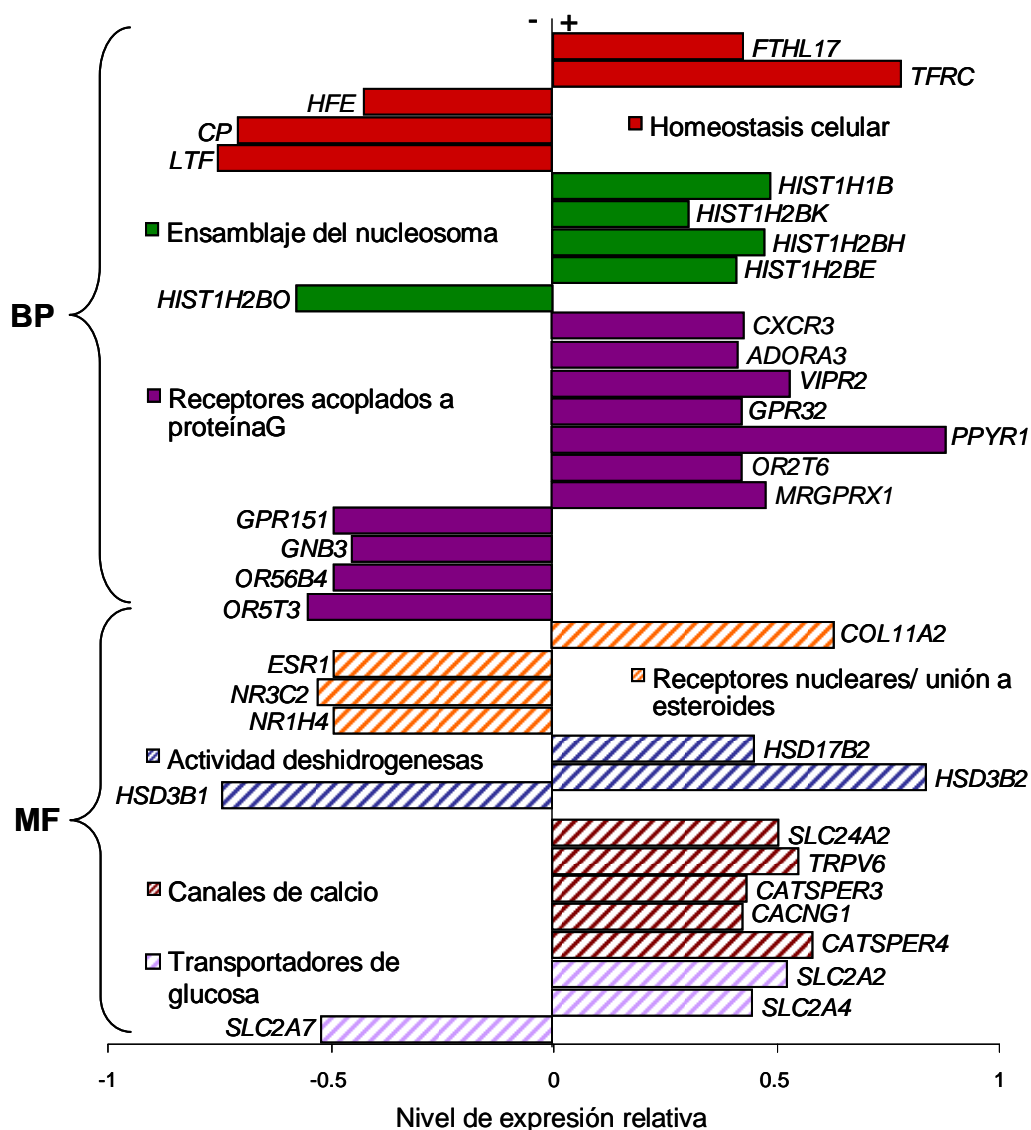 - +
FTHL17
TFRC
HFE
Homeostasis celular
CP
LTF
HIST1H1B
HIST1H2BK
Ensamblaje del nucleosoma
HIST1H2BH
HIST1H2BE
HIST1H2BO
BP
CXCR3
ADORA3
VIPR2
Receptores acoplados a
proteínaG
GPR32
PPYR1
OR2T6
MRGPRX1
GPR151
GNB3
OR56B4
OR5T3
COL11A2
ESR1
Receptores nucleares/ unión a
esteroides
NR3C2
NR1H4
Actividad deshidrogenesas
HSD17B2
HSD3B2
HSD3B1
MF
SLC24A2
TRPV6
Canales de calcio
CATSPER3
CACNG1
CATSPER4
Transportadores de
glucosa
SLC2A2
SLC2A4
SLC2A7
-1 -0.5 0 0.5 1
Nivel de expresión relativa